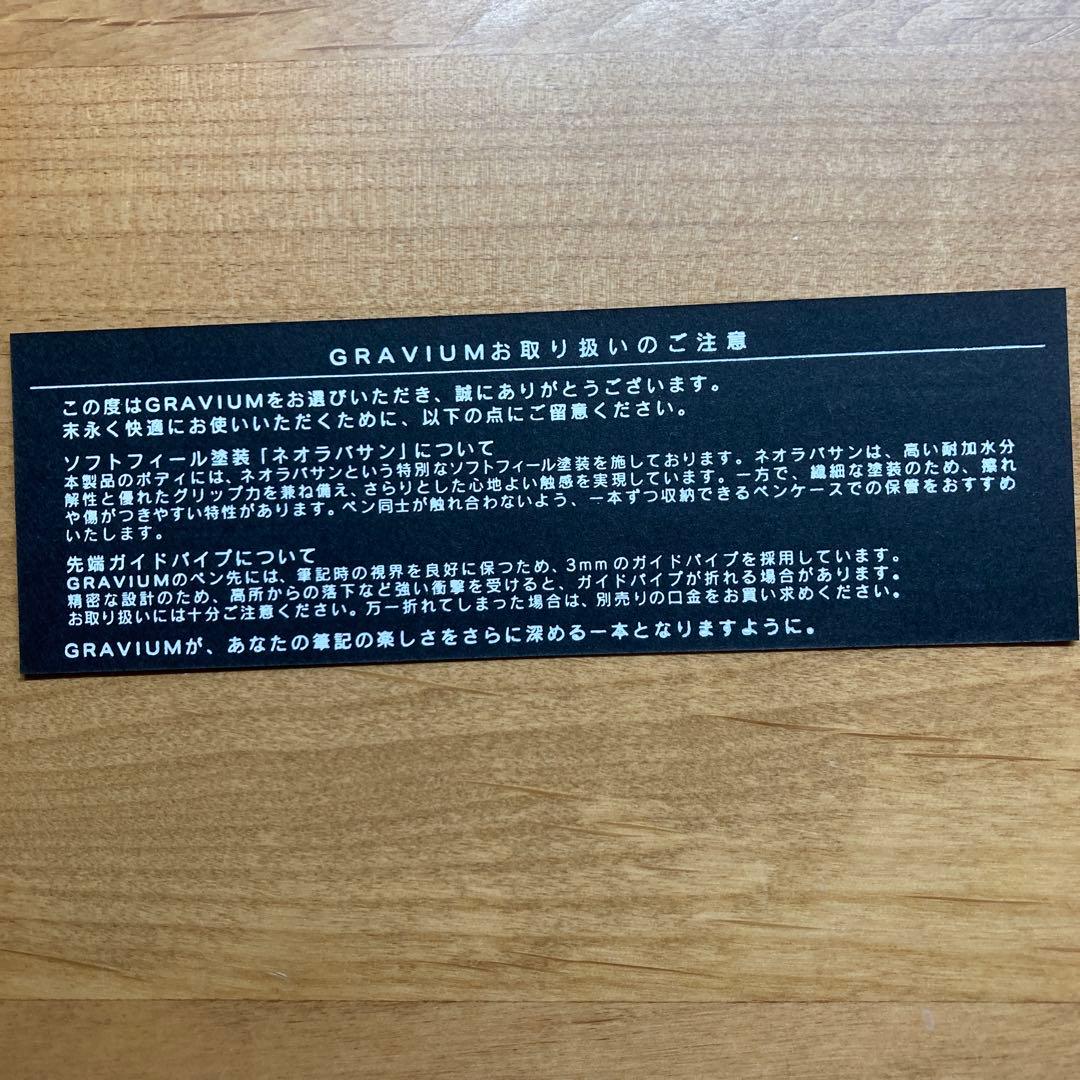 GRAVIUMお取り扱いのご注意
この度はGRAVIUMをお選びいただき、誠にありがとうございます。
末永く快適にお使いいただくために、以下の点にご留意ください。
ソフトフィール塗装「ネオラバサン」について
本製品のボディには、ネオラバサンという特別なソフトフィール塗装を施しております。ネオラバサンは、高い耐加水分
解性と優れたグリップ力を兼ね備え、さらりとした心地よい触感を実現しています。一方で、繊細な塗装のため、擦れ
や傷がつきやすい特性があります。ペン同士が触れ合わないよう、一本ずつ収納できるペンケースでの保管をおすすめ
いたします。
先端ガイドパイプについて
GRAVIUMのペン先には、筆記時の視界を良好に保つため、3mmのガイドパイプを採用しています。
精密な設計のため、高所からの落下など強い衝撃を受けると、ガイドパイプが折れる場合があります。
お取り扱いには十分ご注意ください。万一折れてしまった場合は、別売りの口金をお買い求めください。
GRAVIUMが、あなたの筆記の楽しさをさらに深める一本となりますように。